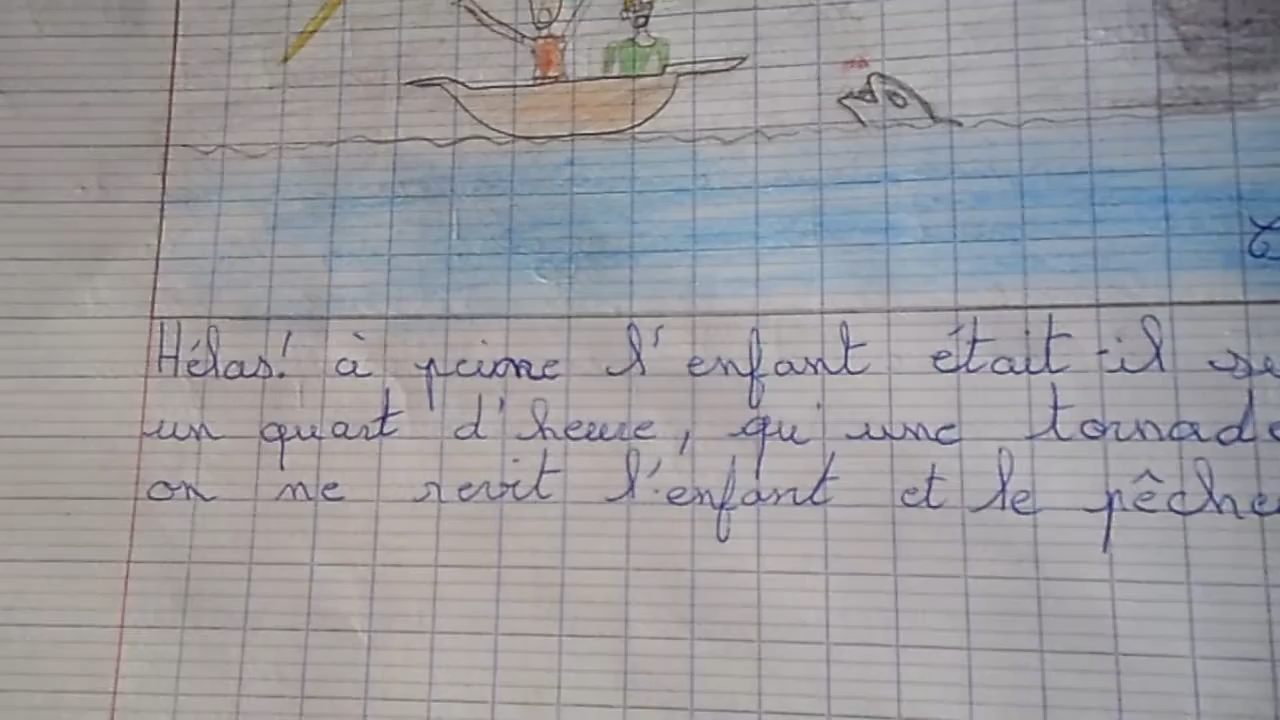 Hélas! à peine l'enfant était-il
un quart d'heure, qu'une tornade
on ne revit l'enfant et le pêche